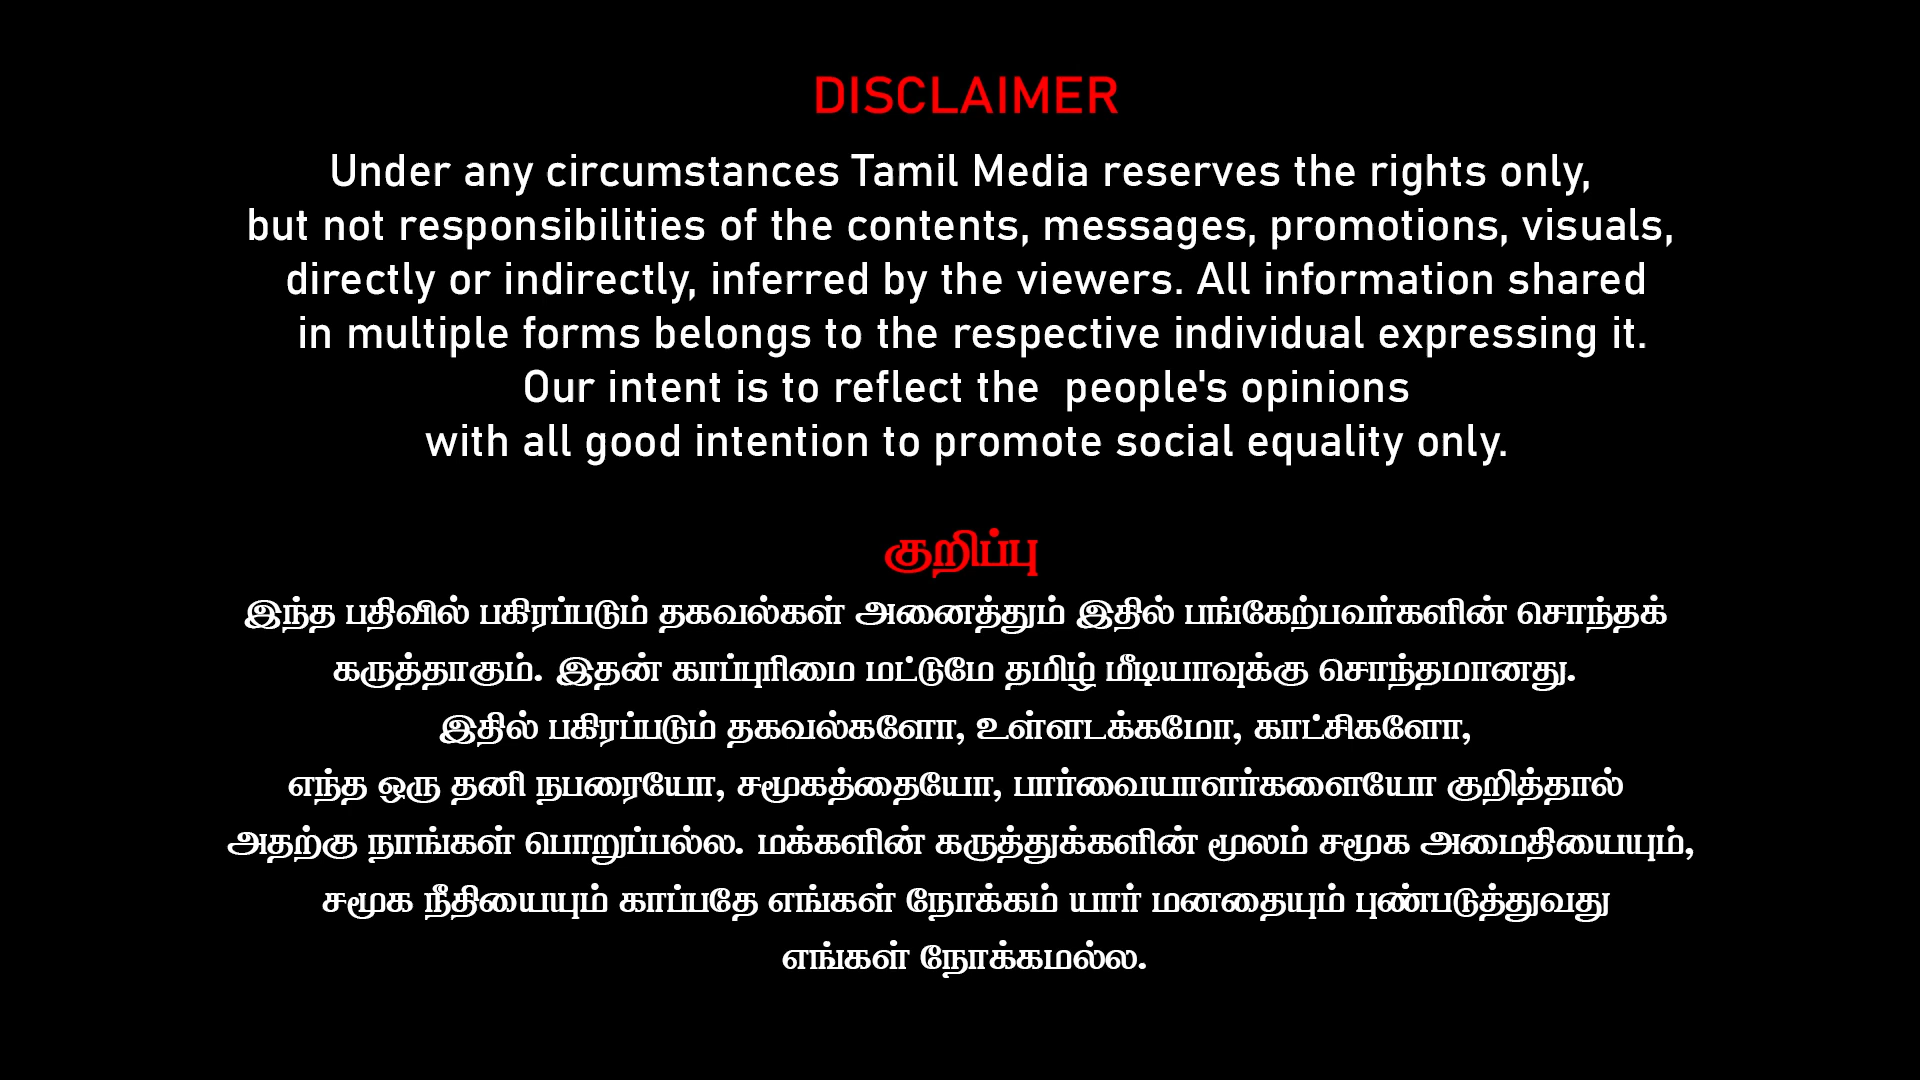 DISCLAIMER
Under any circumstances Tamil Media reserves the rights only,
but not responsibilities of the contents, messages, promotions, visuals,
directly or indirectly, inferred by the viewers. All information shared
in multiple forms belongs to the respective individual expressing it.
Our intent is to reflect the  people's opinions
with all good intention to promote social equality only.
குறிப்பு
இந்த பதிவில் பகிரப்படும் தகவல்கள் அனைத்தும் இதில் பங்கேற்பவர்களின் சொந்தக்
கருத்தாகும். இதன் காப்புரிமை மட்டுமே தமிழ் மீடியாவுக்கு சொந்தமானது.
இதில் பகிரப்படும் தகவல்களோ, உள்ளடக்கமோ, காட்சிகளோ,
எந்த ஒரு தனி நபரையோ, சமூகத்தையோ, பார்வையாளர்களையோ குறித்தால்
அதற்கு நாங்கள் பொறுப்பல்ல. மக்களின் கருத்துக்களின் மூலம் சமூக அமைதியையும்,
சமூக நீதியையும் காப்பதே எங்கள் நோக்கம் யார் மனதையும் புண்படுத்துவது
எங்கள் நோக்கமல்ல.